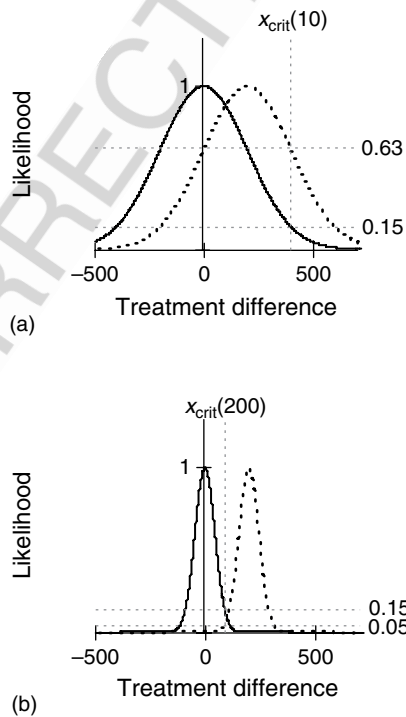 x_crit(10)
1
0.63
0.15
Likelihood
–500 0 500
Treatment difference
(a)
x_crit(200)
1
0.15
0.05
Likelihood
–500 0 500
Treatment difference
(b)
RRECT